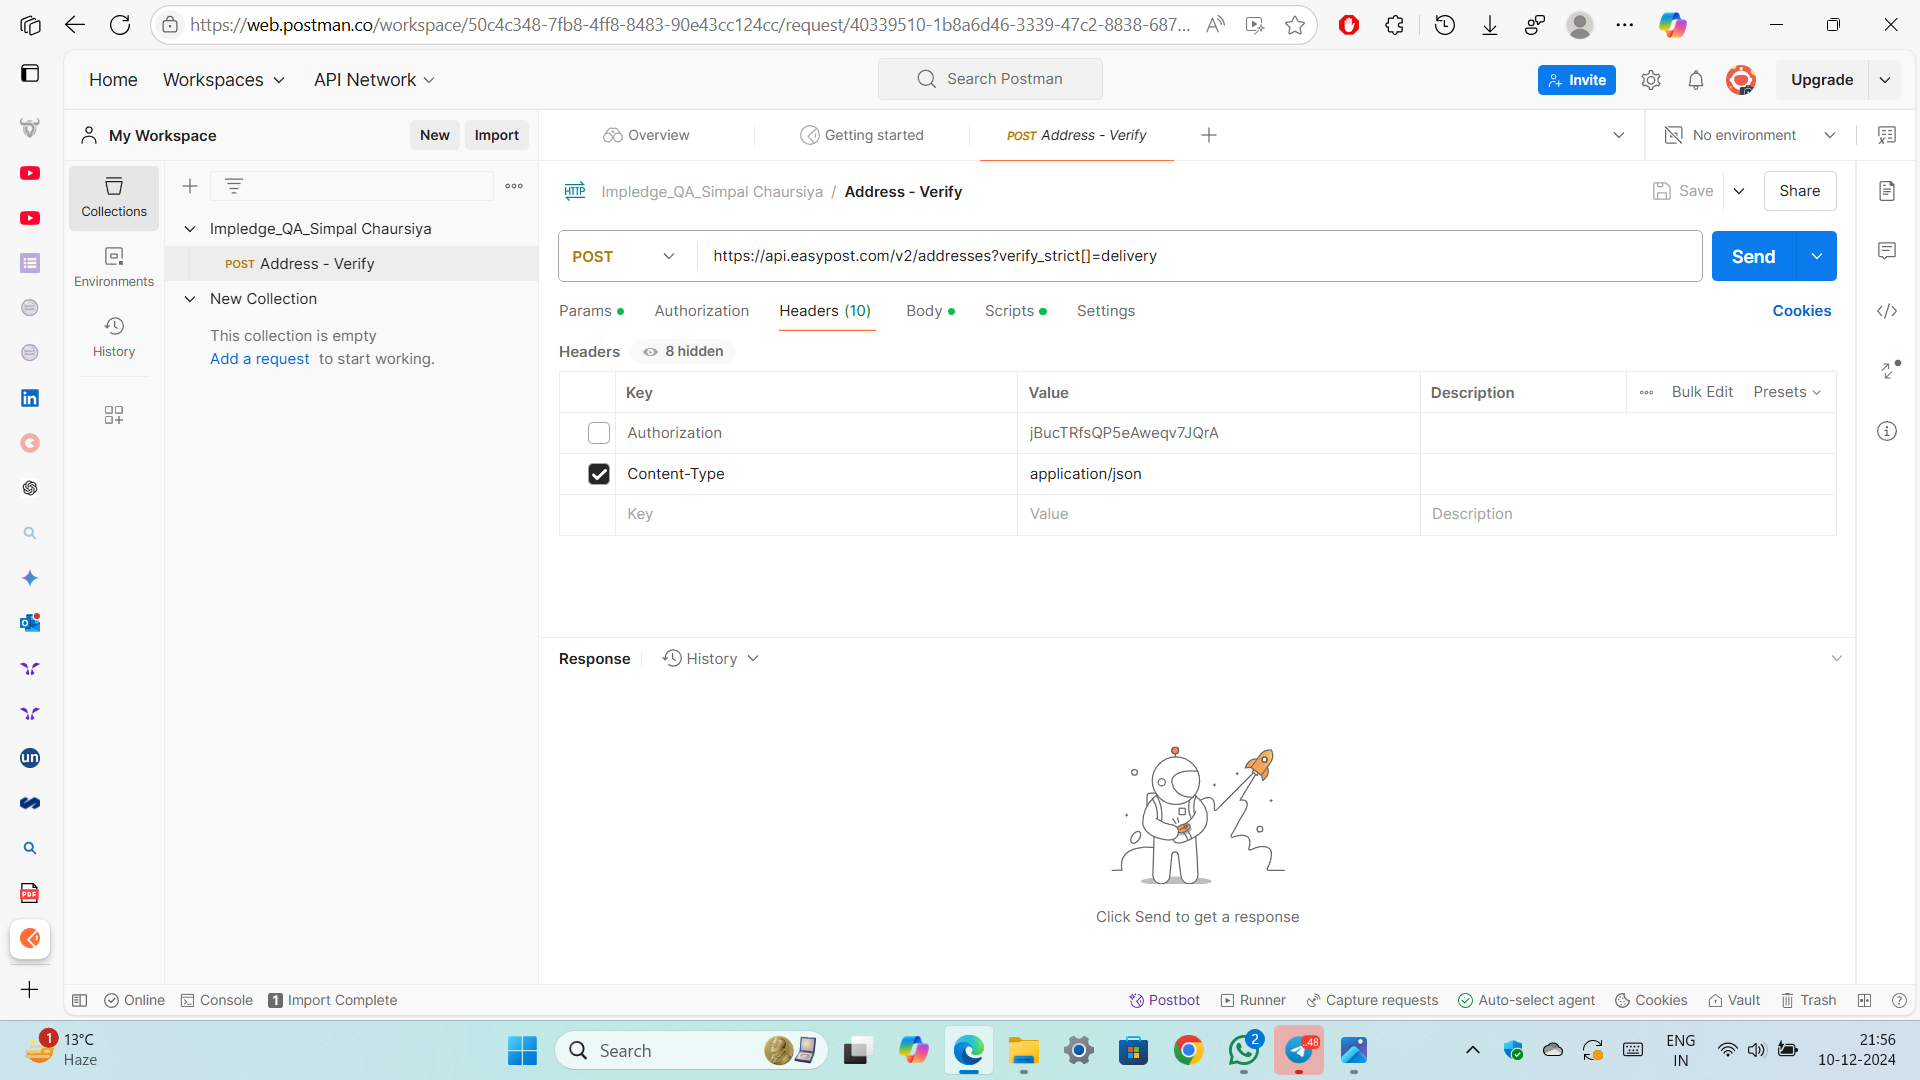 https://web.postman.co/workspace/50c4c348-7fb8-4ff8-8483-90e43cc124cc/request/40339510-1b8a6d46-3339-47c2-8838-687...
Home Workspaces API Network Search Postman Invite Upgrade
My Workspace New Import Overview Getting started POST Address - Verify No environment
Collections
Environments
History
Impledge_QA_Simpal Chaursiya
POST Address - Verify
New Collection
This collection is empty
Add a request to start working.
HTTP Impledge_QA_Simpal Chaursiya / Address - Verify Save Share
POST https://api.easypost.com/v2/addresses?verify_strict[]=delivery Send
Params Authorization Headers (10) Body Scripts Settings Cookies
Headers 8 hidden
Key Value Description Bulk Edit Presets
Authorization jBucTRfsQP5eAweqv7JQrA
Content-Type application/json
Key Value Description
Response History
Click Send to get a response
Online Console 1 Import Complete Postbot Runner Capture requests Auto-select agent Cookies Vault Trash
1 13°C
Haze
Search
2
..48
ENG
IN
21:56
10-12-2024